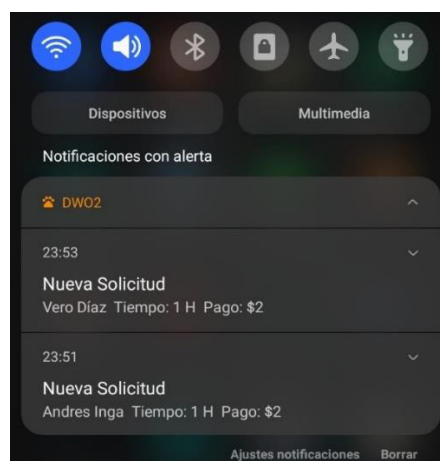 Dispositivos
Multimedia
Notificaciones con alerta
DWO2
23:53
Nueva Solicitud
Vero Díaz Tiempo: 1 H Pago: $2
23:51
Nueva Solicitud
Andres Inga Tiempo: 1 H Pago: $2
Ajustes notificaciones Borrar